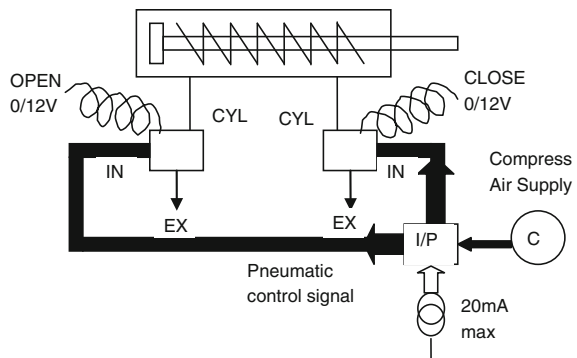 OPEN
0/12V
CYL
CYL
CLOSE
0/12V
IN
IN
Compress
Air Supply
EX
EX
I/P
C
Pneumatic
control signal
20mA
max